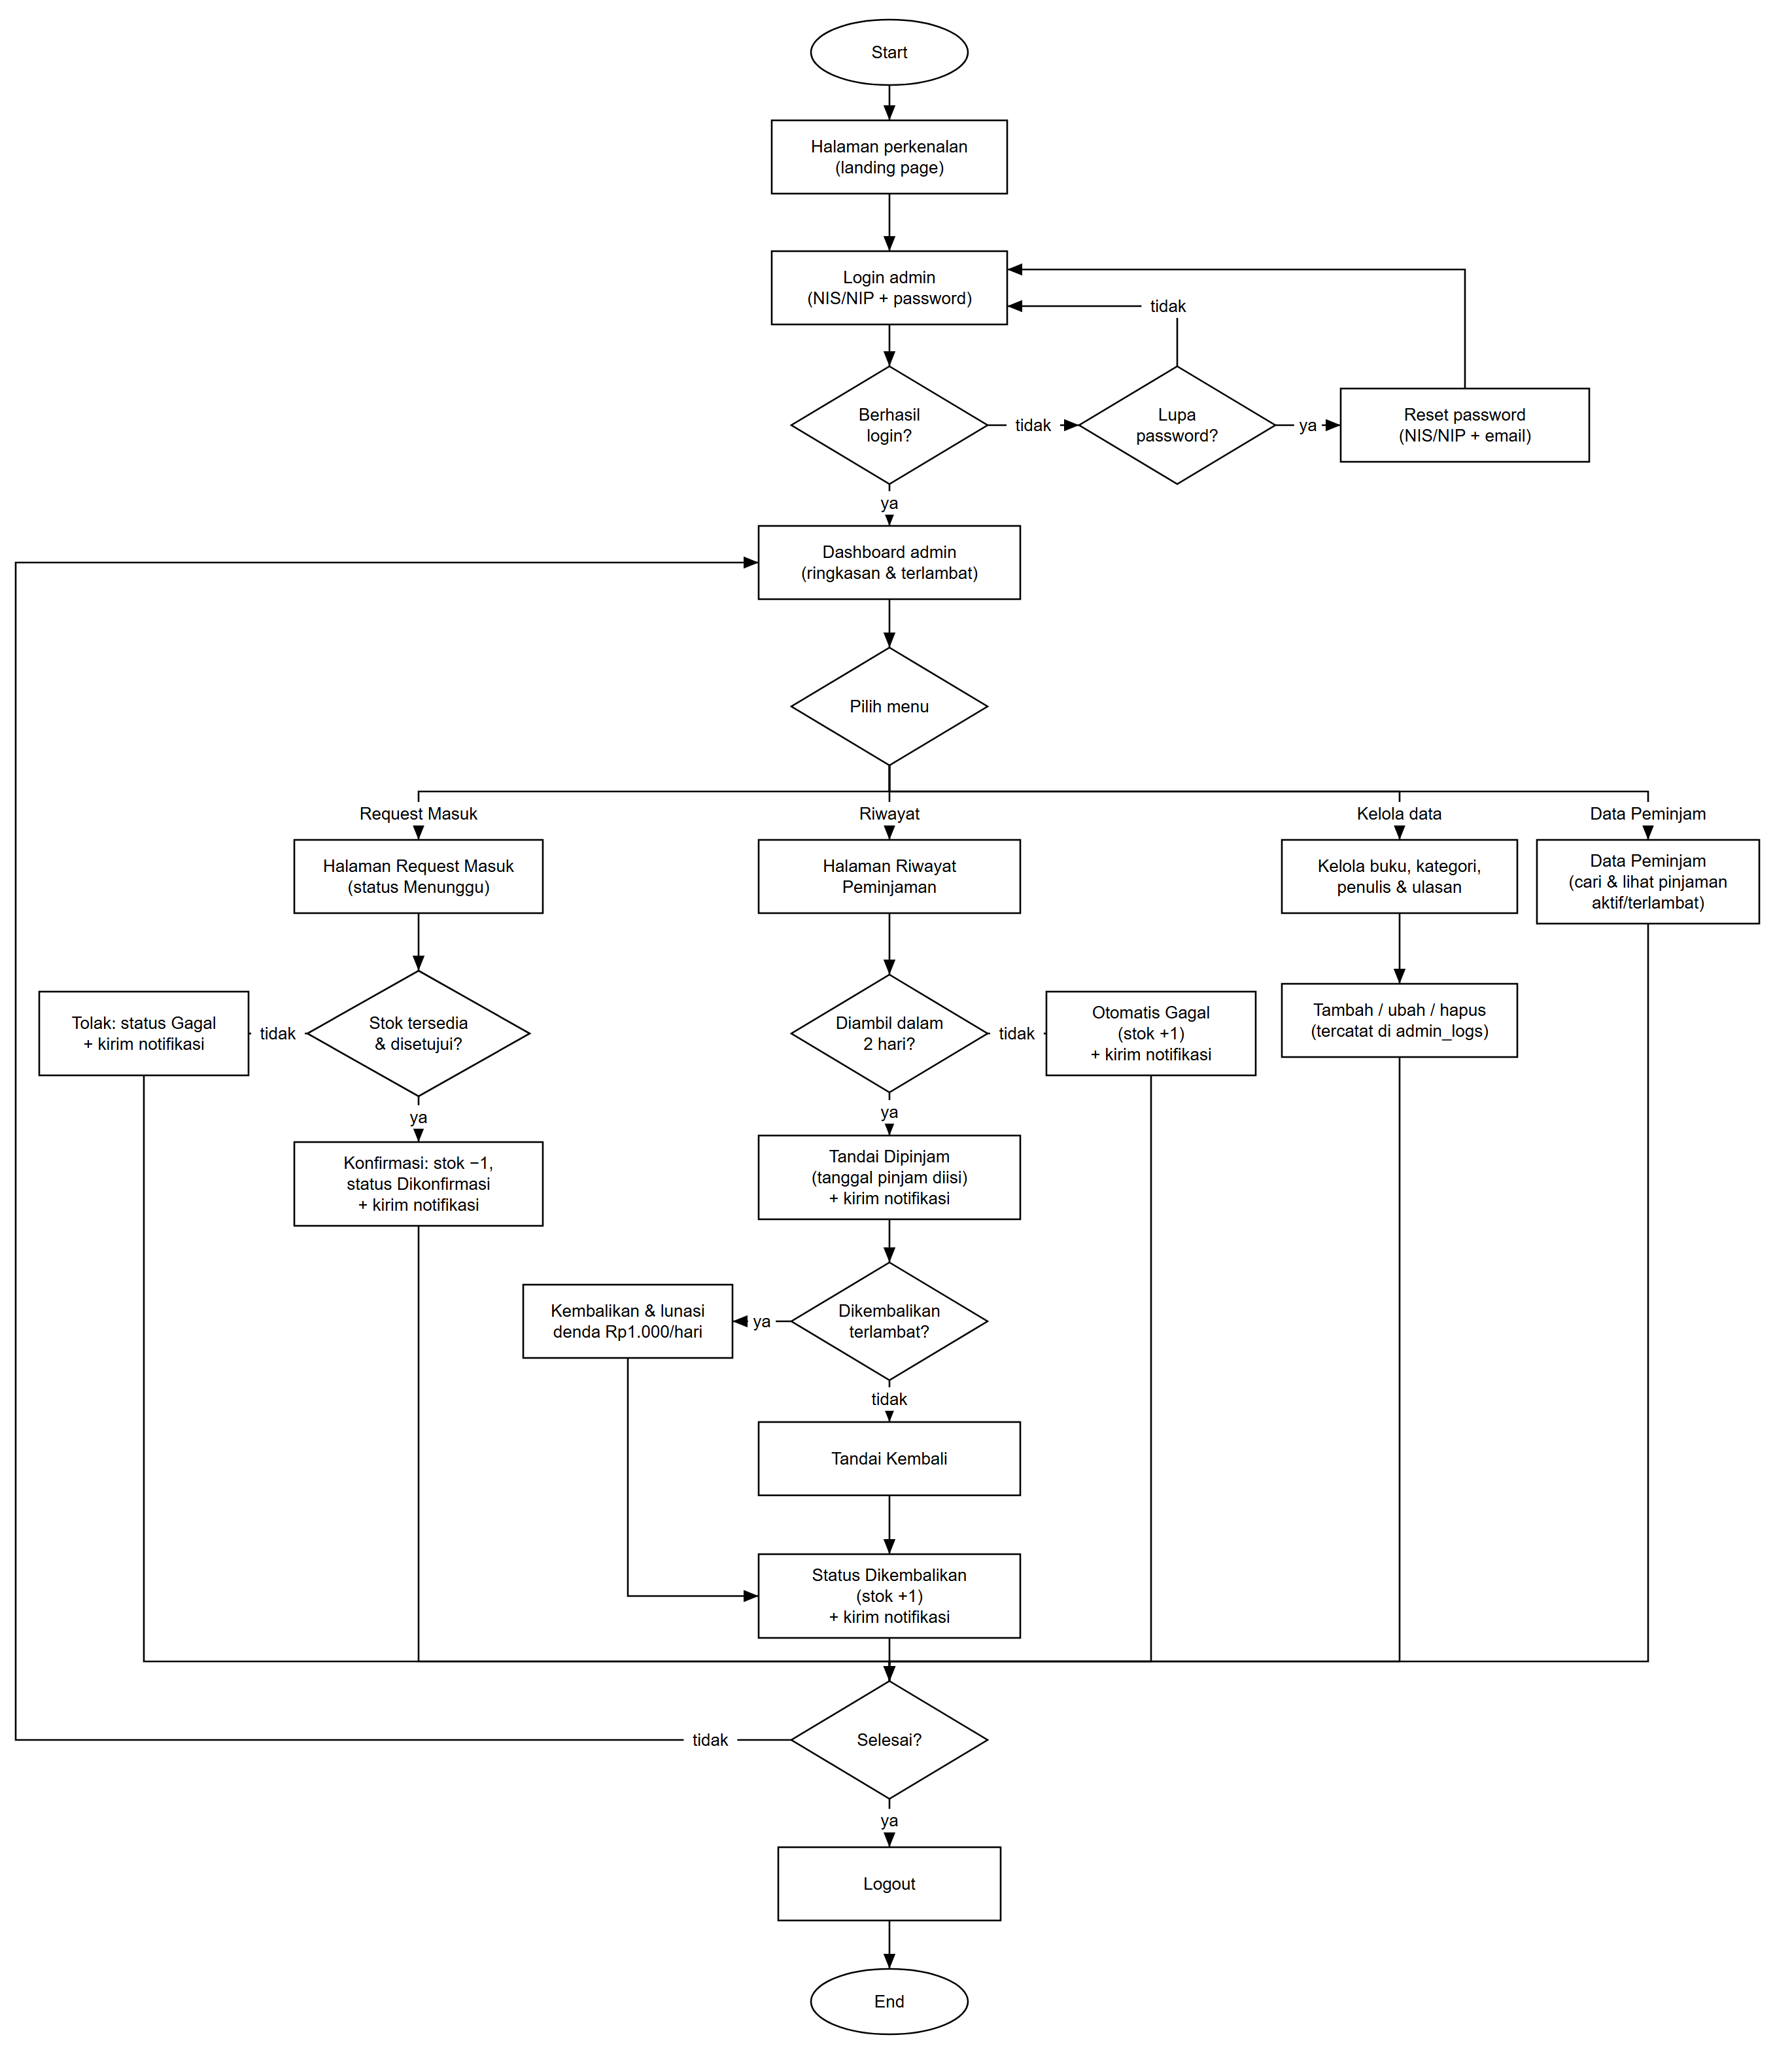 Start
Halaman perkenalan
(landing page)
Login admin
(NIS/NIP + password)
tidak
Berhasil
login?
tidak
Lupa
password?
ya
Reset password
(NIS/NIP + email)
ya
Dashboard admin
(ringkasan & terlambat)
Pilih menu
Request Masuk
Riwayat
Kelola data
Data Peminjam
Halaman Request Masuk
(status Menunggu)
Halaman Riwayat
Peminjaman
Kelola buku, kategori,
penulis & ulasan
Data Peminjam
(cari & lihat pinjaman
aktif/terlambat)
Tolak: status Gagal
+ kirim notifikasi
tidak
Stok tersedia
& disetujui?
Diambil dalam
2 hari?
tidak
Otomatis Gagal
(stok +1)
+ kirim notifikasi
Tambah / ubah / hapus
(tercatat di admin_logs)
ya
ya
Konfirmasi: stok −1,
status Dikonfirmasi
+ kirim notifikasi
Tandai Dipinjam
(tanggal pinjam diisi)
+ kirim notifikasi
Kembalikan & lunasi
denda Rp1.000/hari
ya
Dikembalikan
terlambat?
tidak
Tandai Kembali
Status Dikembalikan
(stok +1)
+ kirim notifikasi
tidak
Selesai?
ya
Logout
End